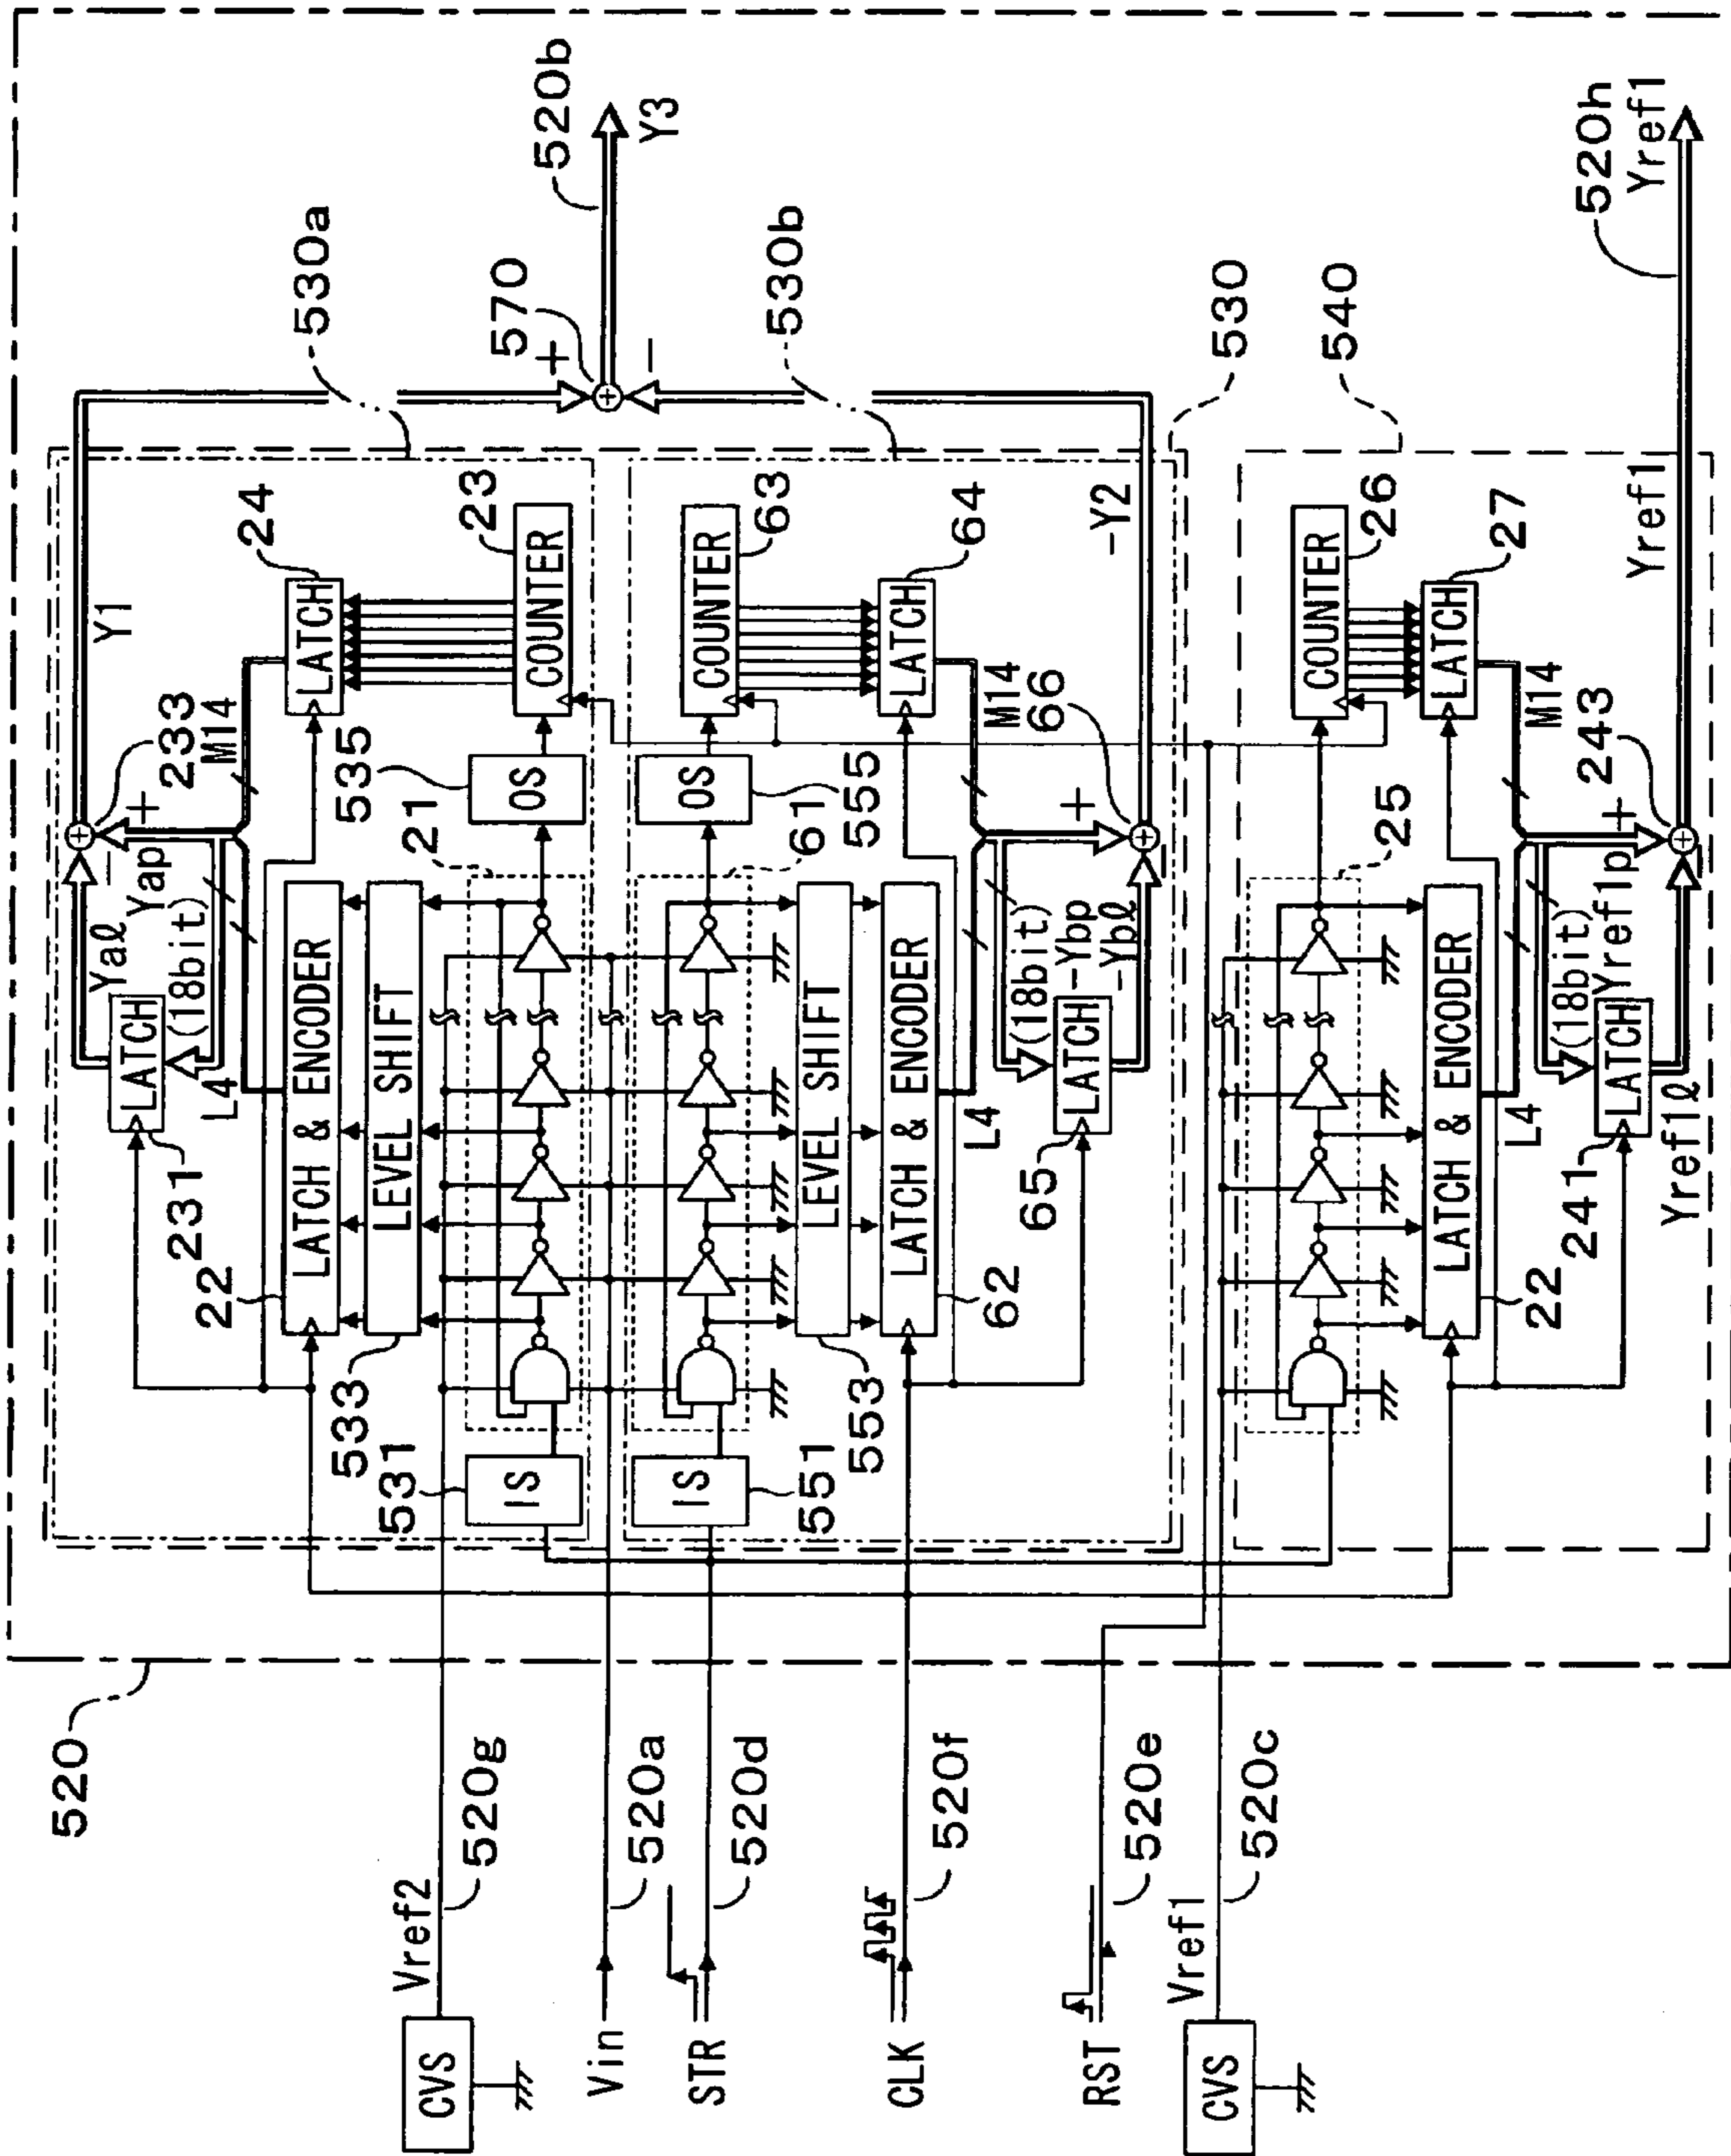 520
CVS
Vref2
520g
Vin
520a
STR
520d
CLK
520f
RST
520e
CVS
Vref1
520c
530a
570
+
−
520b
Y3
530b
530
540
520h
Yref1
Y1
233
−
+
M14
Yaℓ
Yap
(18bit)
LATCH
231
L4
24
LATCH
22
LATCH & ENCODER
533
LEVEL SHIFT
23
COUNTER
535
OS
21
531
IS
551
IS
61
555
OS
63
COUNTER
553
LEVEL SHIFT
62
LATCH & ENCODER
64
LATCH
L4
M14
(18bit)
-Ybp
-Ybℓ
65
LATCH
66
+
−
-Y2
25
26
COUNTER
27
LATCH
22
LATCH & ENCODER
L4
M14
(18bit)
Yref1p
241
LATCH
Yref1ℓ
243
+
−
Yref1